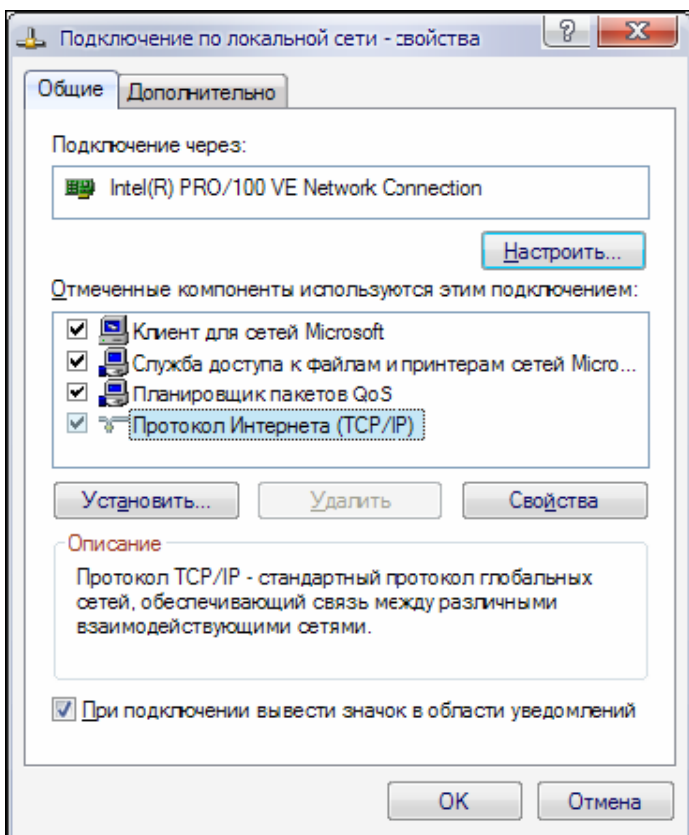 Подключение по локальной сети - свойства
Общие
Дополнительно
Подключение через:
Intel(R) PRO/100 VE Network Connection
Настроить...
Отмеченные компоненты используются этим подключением:
Клиент для сетей Microsoft
Служба доступа к файлам и принтерам сетей Micro...
Планировщик пакетов QoS
Протокол Интернета (TCP/IP)
Установить...
Удалить
Свойства
Описание
Протокол TCP/IP - стандартный протокол глобальных
сетей, обеспечивающий связь между различными
взаимодействующими сетями.
При подключении вывести значок в области уведомлений
OK
Отмена